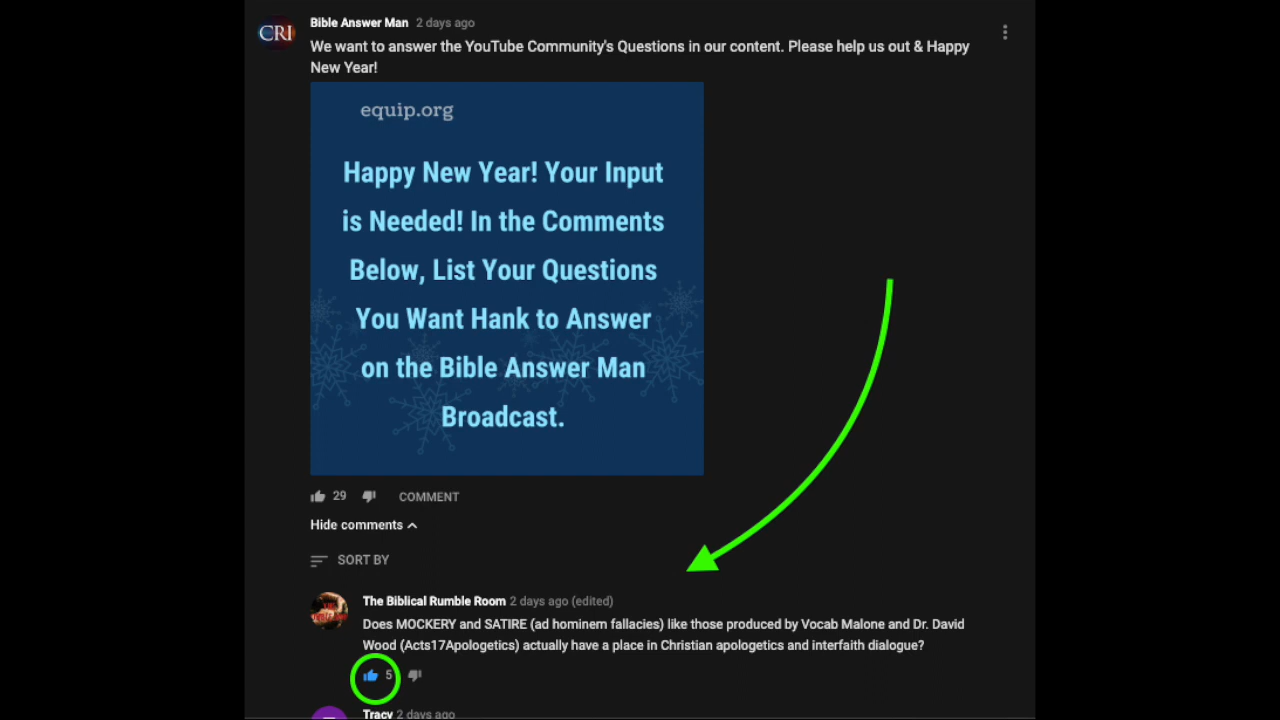 CRI
Bible Answer Man 2 days ago
We want to answer the YouTube Community's Questions in our content. Please help us out & Happy
New Year!
equip.org
Happy New Year! Your Input
is Needed! In the Comments
Below, List Your Questions
You Want Hank to Answer
on the Bible Answer Man
Broadcast.
29 COMMENT
Hide comments
SORT BY
The Biblical Rumble Room 2 days ago (edited)
Does MOCKERY and SATIRE (ad hominem fallacies) like those produced by Vocab Malone and Dr. David
Wood (Acts17Apologetics) actually have a place in Christian apologetics and interfaith dialogue?
5
Tracy 2 days ago